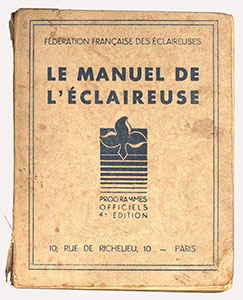 FÉDÉRATION FRANÇAISE DES ÉCLAIREUSES
LE MANUEL DE
L'ÉCLAIREUSE
PROGRAMMES
OFFICIELS
4e ÉDITION
10, RUE DE RICHELIEU, 10 — PARIS